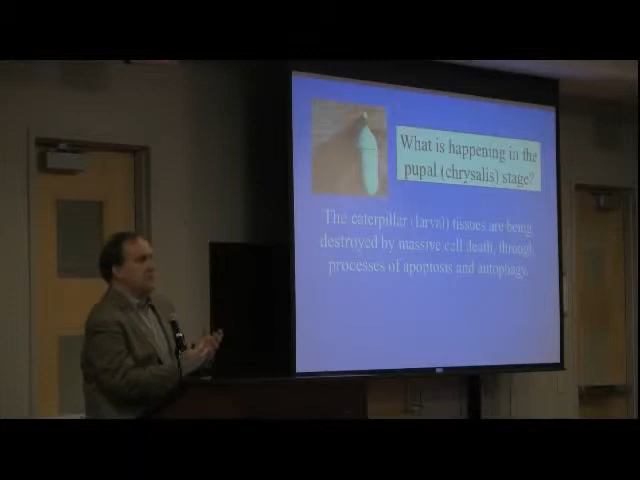 What is happening in the
pupal (chrysalis) stage?
The caterpillar (larval) tissues are being
destroyed by massive cell death, through
processes of apoptosis and autophagy.